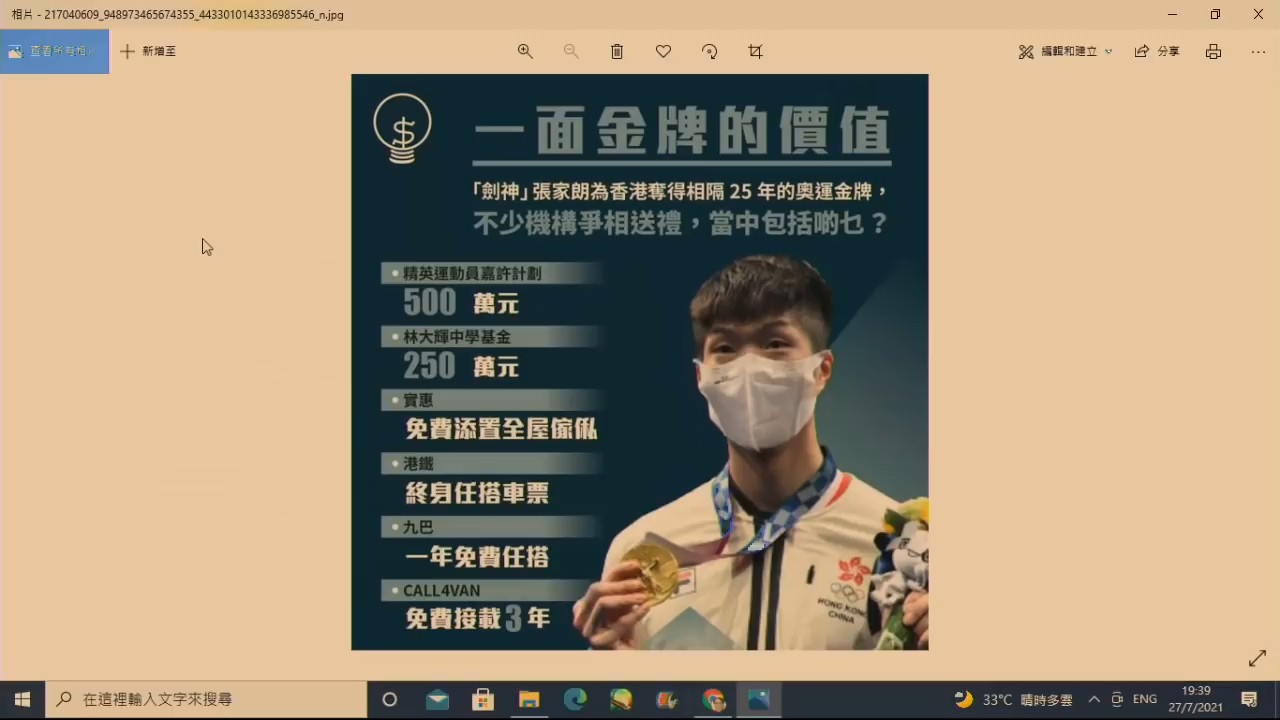 相片 - 217040609_948973465674355_4433010143336985546_n.jpg
查看所有相片
新增至
編輯和建立
分享
$
一面金牌的價值
「劍神」張家朗為香港奪得相隔 25 年的奧運金牌，
不少機構爭相送禮，當中包括啲乜？
• 精英運動員嘉許計劃
500 萬元
• 林大輝中學基金
250 萬元
• 實惠
免費添置全屋傢俬
• 港鐵
終身任搭車票
• 九巴
一年免費任搭
• CALL4VAN
免費接載 3 年
HONG KONG
CHINA
在這裡輸入文字來搜尋
33°C 晴時多雲
ENG
19:39
27/7/2021